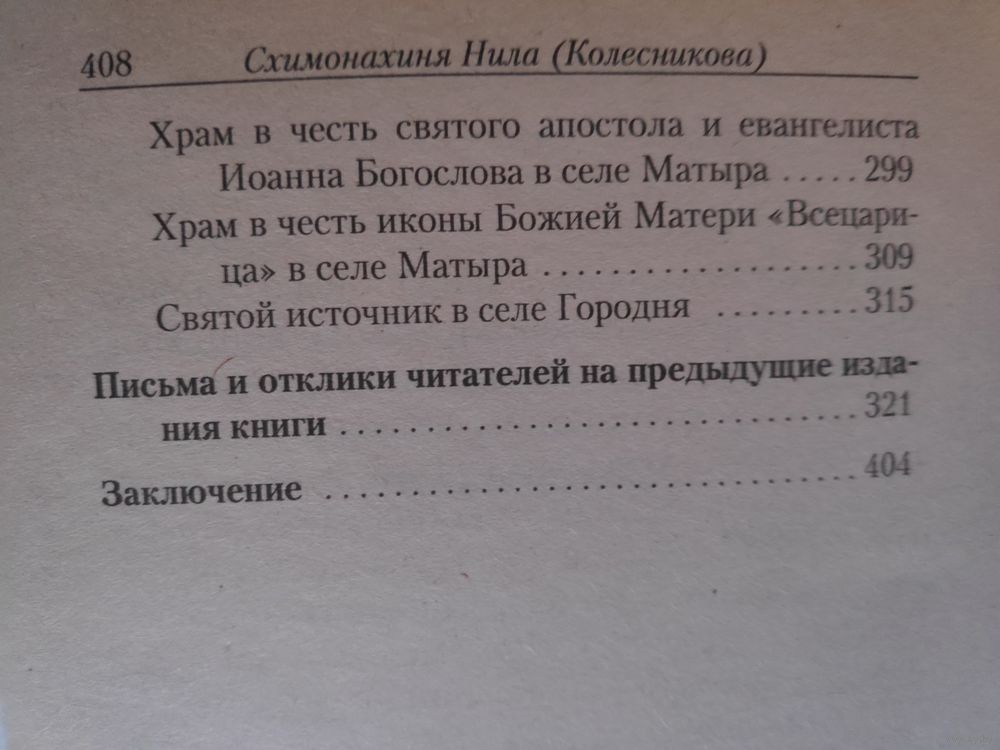 408 Схимонахиня Нила (Колесникова)
Храм в честь святого апостола и евангелиста
Иоанна Богослова в селе Матыра ..... 299
Храм в честь иконы Божией Матери «Всецари-
ца» в селе Матыра .................... 309
Святой источник в селе Городня ......... 315
Письма и отклики читателей на предыдущие изда-
ния книги ................................ 321
Заключение ................................ 404